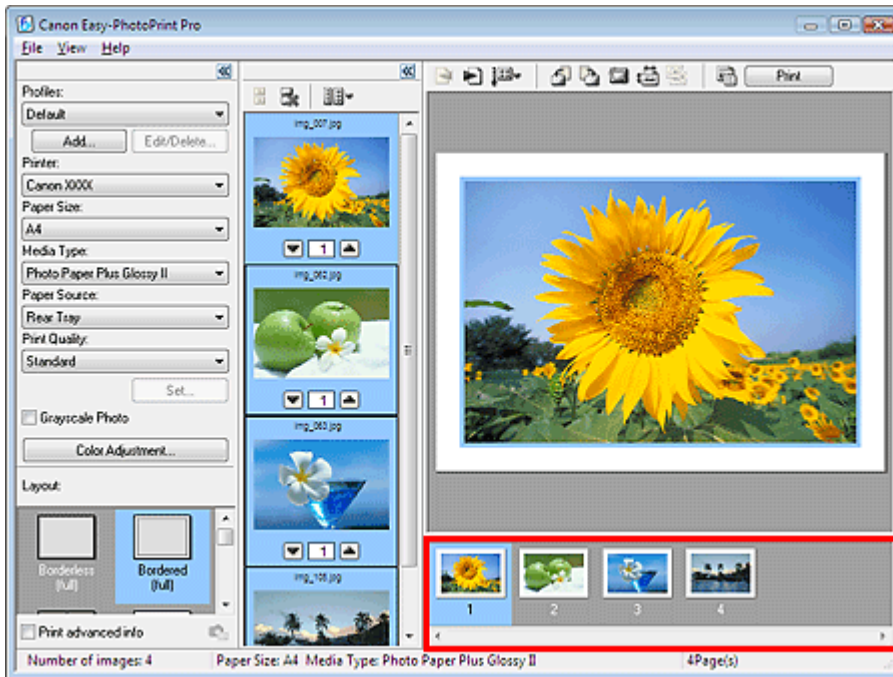 Canon Easy-PhotoPrint Pro
File View Help
Profiles:
Default
Add... Edit/Delete...
Printer:
Canon XXXX
Paper Size:
A4
Media Type:
Photo Paper Plus Glossy II
Paper Source:
Rear Tray
Print Quality:
Standard
Set...
Grayscale Photo
Color Adjustment...
Layout:
Borderless
(full)
Bordered
(full)
Print advanced info
img_007.jpg
1
img_062.jpg
1
img_063.jpg
1
img_108.jpg
Print
1 2 3 4
Number of images: 4 Paper Size: A4 Media Type: Photo Paper Plus Glossy II 4Page(s)